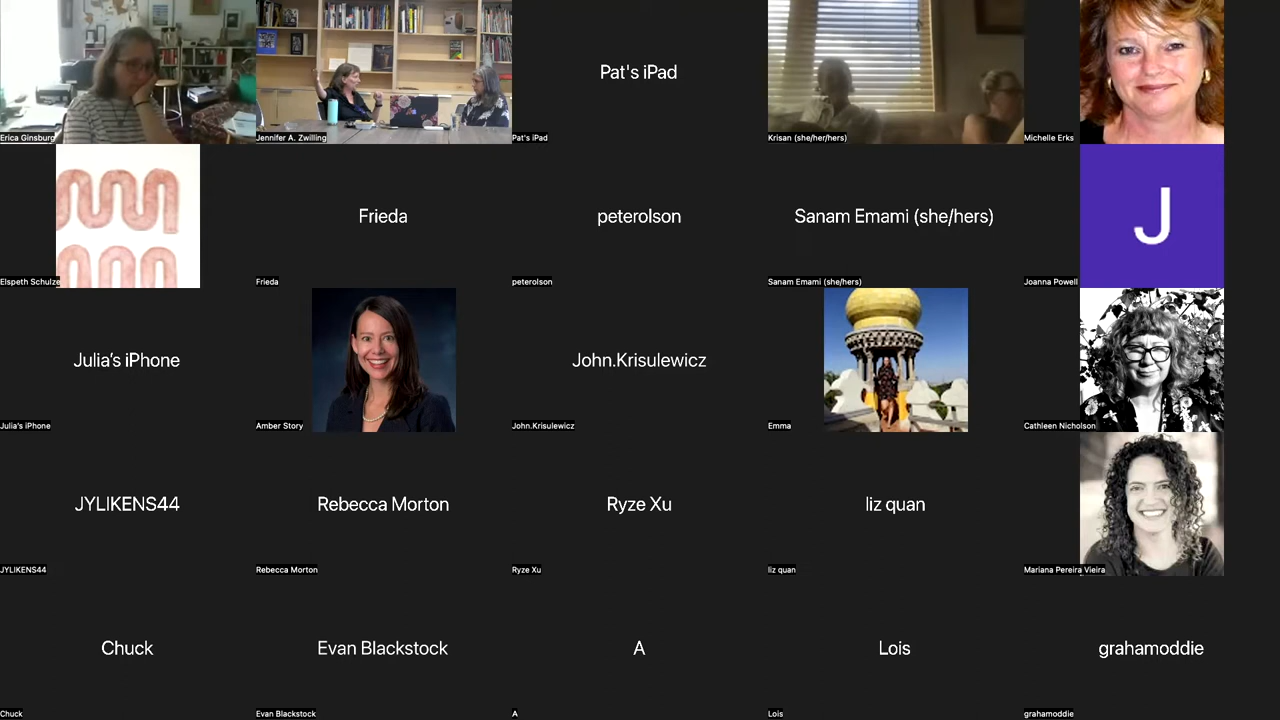 Pat's iPad
Erica Ginsburg
Jennifer A. Zwilling
Pat's iPad
Krisan (she/her/hers)
Michelle Erks
Frieda
peterolson
Sanam Emami (she/hers)
J
Elspeth Schulze
Frieda
peterolson
Sanam Emami (she/hers)
Joanna Powell
Julia’s iPhone
John.Krisulewicz
Julia’s iPhone
Amber Story
John.Krisulewicz
Emma
Cathleen Nicholson
JYLIKENS44
Rebecca Morton
Ryze Xu
liz quan
JYLIKENS44
Rebecca Morton
Ryze Xu
liz quan
Mariana Pereira Vieira
Chuck
Evan Blackstock
A
Lois
grahamoddie
Chuck
Evan Blackstock
A
Lois
grahamoddie